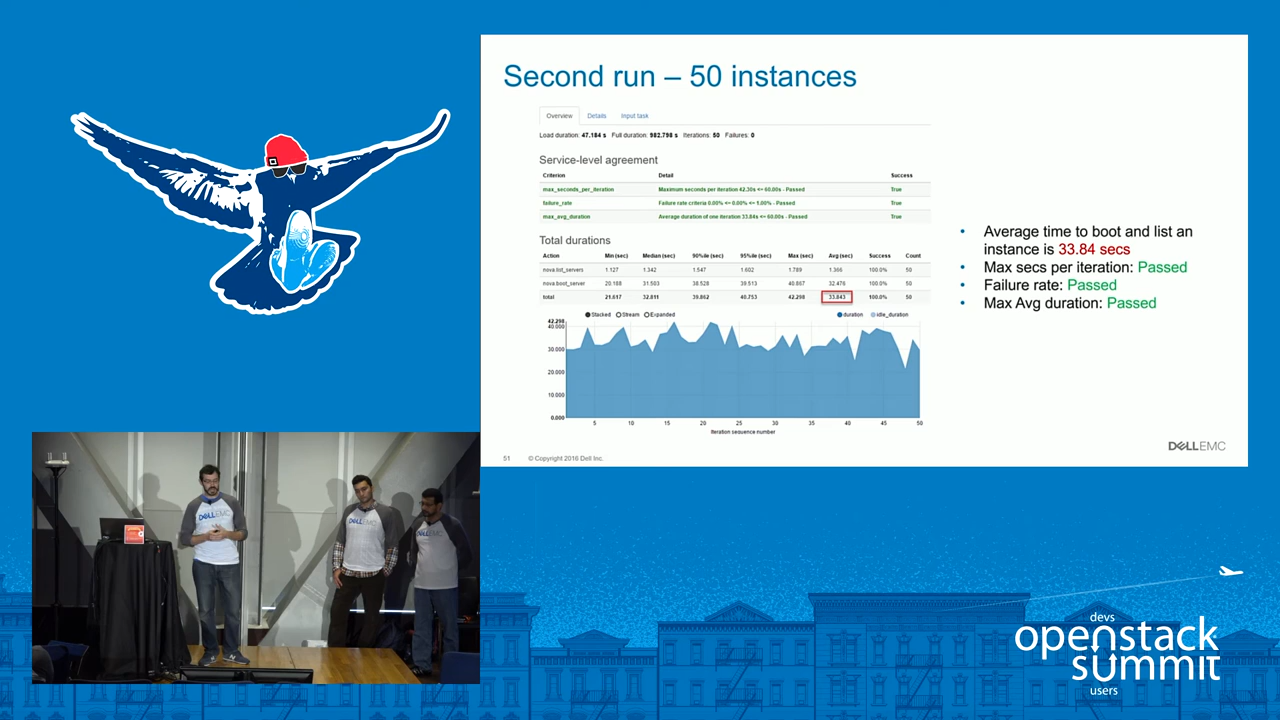 Second run – 50 instances
Overview Details Input task
Load duration: 47.184 s Full duration: 982.798 s Iterations: 50 Failures: 0
Service-level agreement
Criterion Detail Success
max_seconds_per_iteration Maximum seconds per iteration 42.30s <= 60.00s - Passed True
failure_rate Failure rate criteria 0.00% <= 0.00% <= 1.00% - Passed True
max_avg_duration Average duration of one iteration 33.84s <= 60.00s - Passed True
Total durations
Action Min (sec) Median (sec) 90%ile (sec) 95%ile (sec) Max (sec) Avg (sec) Success Count
nova.list_servers 1.127 1.342 1.547 1.602 1.789 1.366 100.0% 50
nova.boot_server 20.188 31.503 38.528 39.513 40.867 32.476 100.0% 50
total 21.617 32.811 39.862 40.753 42.298 33.843 100.0% 50
Stacked Stream Expanded duration idle_duration
42.298
40.000
30.000
20.000
10.000
0.000
5 10 15 20 25 30 35 40 45 50
Iteration sequence number
• Average time to boot and list an
instance is 33.84 secs
• Max secs per iteration: Passed
• Failure rate: Passed
• Max Avg duration: Passed
51 © Copyright 2016 Dell Inc.
DELLEMC
DELLEMC
DELLEMC
DELLEMC
devs
openstack
summit
users